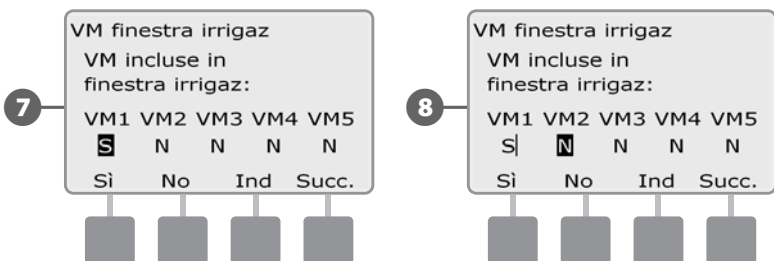 7
VM finestra irrigaz
VM incluse in
finestra irrigaz:
VM1 VM2 VM3 VM4 VM5
S N N N N
Sì No Ind Succ.
8
VM finestra irrigaz
VM incluse in
finestra irrigaz:
VM1 VM2 VM3 VM4 VM5
S N N N N
Sì No Ind Succ.